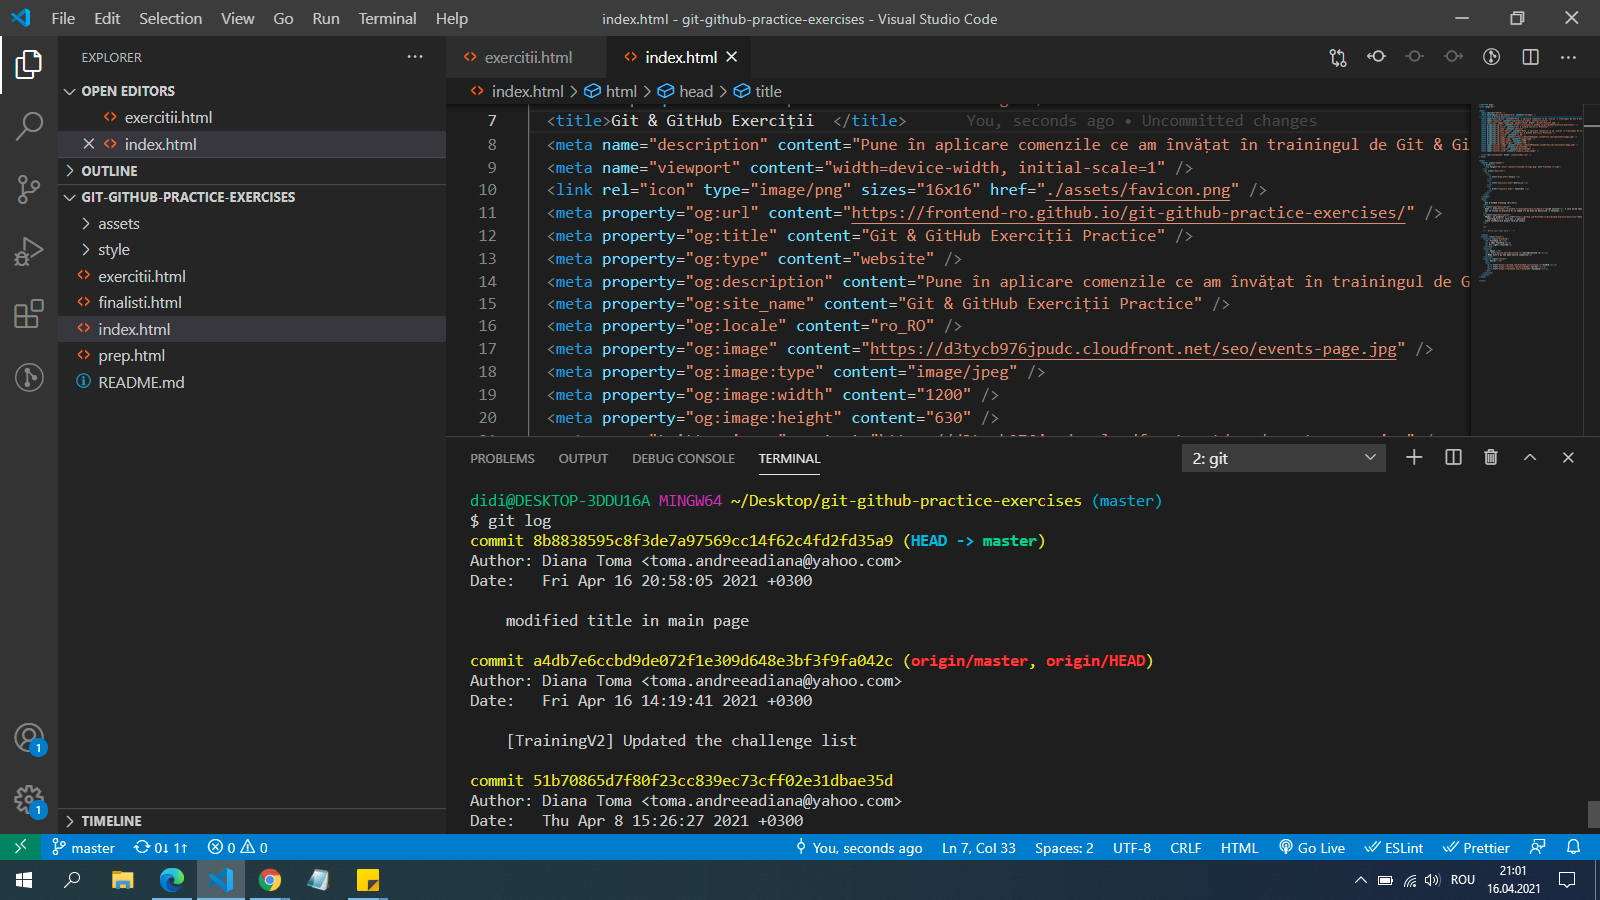 File Edit Selection View Go Run Terminal Help
index.html - git-github-practice-exercises - Visual Studio Code
EXPLORER
OPEN EDITORS
exercitii.html
index.html
OUTLINE
GIT-GITHUB-PRACTICE-EXERCISES
assets
style
exercitii.html
finalisti.html
index.html
prep.html
README.md
TIMELINE
exercitii.html index.html
index.html > html > head > title
7 <title>Git & GitHub Exerciții </title> You, seconds ago • Uncommitted changes
8 <meta name="description" content="Pune în aplicare comenzile ce am învățat în trainingul de Git & Gi
9 <meta name="viewport" content="width=device-width, initial-scale=1" />
10 <link rel="icon" type="image/png" sizes="16x16" href="./assets/favicon.png" />
11 <meta property="og:url" content="https://frontend-ro.github.io/git-github-practice-exercises/" />
12 <meta property="og:title" content="Git & GitHub Exerciții Practice" />
13 <meta property="og:type" content="website" />
14 <meta property="og:description" content="Pune în aplicare comenzile ce am învățat în trainingul de G
15 <meta property="og:site_name" content="Git & GitHub Exerciții Practice" />
16 <meta property="og:locale" content="ro_RO" />
17 <meta property="og:image" content="https://d3tycb976jpudc.cloudfront.net/seo/events-page.jpg" />
18 <meta property="og:image:type" content="image/jpeg" />
19 <meta property="og:image:width" content="1200" />
20 <meta property="og:image:height" content="630" />
PROBLEMS OUTPUT DEBUG CONSOLE TERMINAL 2: git
didi@DESKTOP-3DDU16A MINGW64 ~/Desktop/git-github-practice-exercises (master)
$ git log
commit 8b8838595c8f3de7a97569cc14f62c4fd2fd35a9 (HEAD -> master)
Author: Diana Toma <toma.andreeadiana@yahoo.com>
Date: Fri Apr 16 20:58:05 2021 +0300
modified title in main page
commit a4db7e6ccbd9de072f1e309d648e3bf3f9fa042c (origin/master, origin/HEAD)
Author: Diana Toma <toma.andreeadiana@yahoo.com>
Date: Fri Apr 16 14:19:41 2021 +0300
[TrainingV2] Updated the challenge list
commit 51b70865d7f80f23cc839ec73cff02e31dbae35d
Author: Diana Toma <toma.andreeadiana@yahoo.com>
Date: Thu Apr 8 15:26:27 2021 +0300
1
1
master 0↓ 1↑ 0 0 You, seconds ago Ln 7, Col 33 Spaces: 2 UTF-8 CRLF HTML Go Live ESLint Prettier
ROU 21:01
16.04.2021